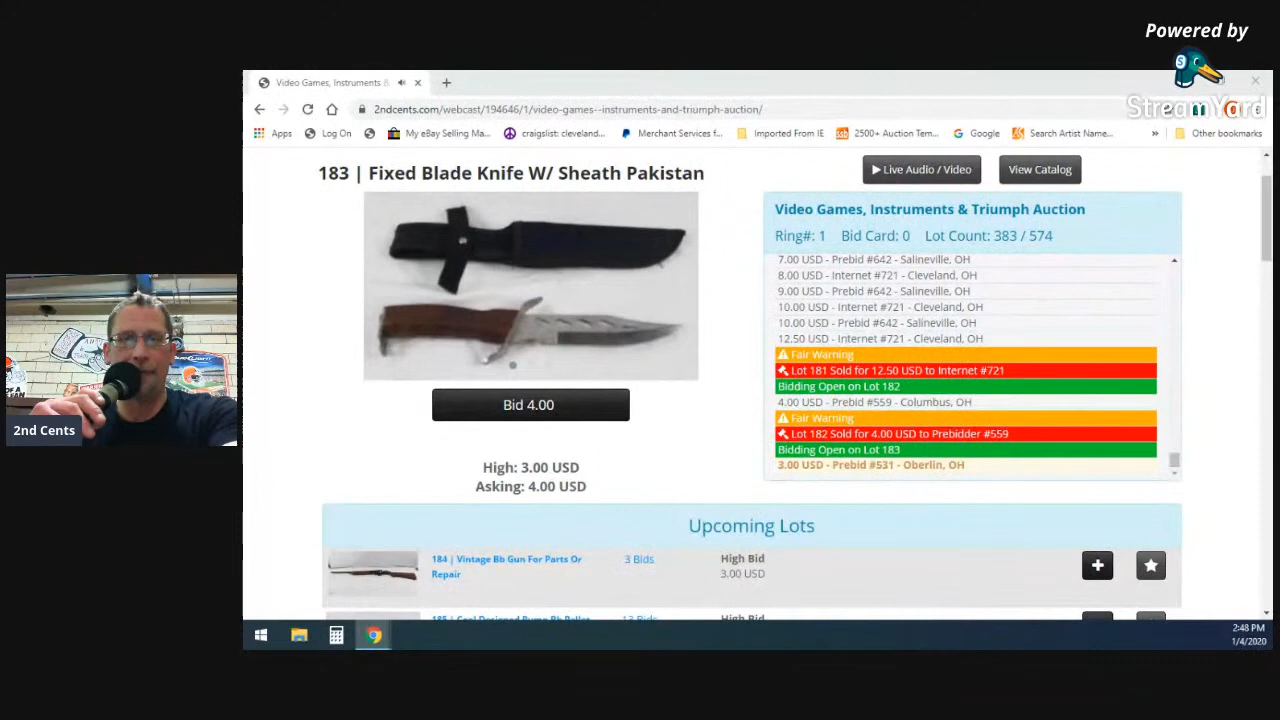 Powered by
StreamYard
Video Games, Instruments &
2ndcents.com/webcast/194646/1/video-games--instruments-and-triumph-auction/
Apps Log On My eBay Selling Ma... craigslist: cleveland... Merchant Services f... Imported From IE 2500+ Auction Tem... Google Search Artist Name... » Other bookmarks
183 | Fixed Blade Knife W/ Sheath Pakistan
Live Audio / Video View Catalog
Video Games, Instruments & Triumph Auction
Ring#: 1 Bid Card: 0 Lot Count: 383 / 574
7.00 USD - Prebid #642 - Salineville, OH
8.00 USD - Internet #721 - Cleveland, OH
9.00 USD - Prebid #642 - Salineville, OH
10.00 USD - Internet #721 - Cleveland, OH
10.00 USD - Prebid #642 - Salineville, OH
12.50 USD - Internet #721 - Cleveland, OH
Fair Warning
Lot 181 Sold for 12.50 USD to Internet #721
Bidding Open on Lot 182
4.00 USD - Prebid #559 - Columbus, OH
Fair Warning
Lot 182 Sold for 4.00 USD to Prebidder #559
Bidding Open on Lot 183
3.00 USD - Prebid #531 - Oberlin, OH
Bid 4.00
High: 3.00 USD
Asking: 4.00 USD
2nd Cents
Upcoming Lots
184 | Vintage Bb Gun For Parts Or
Repair
3 Bids
High Bid
3.00 USD
13 Bids
High Bid
2:48 PM
1/4/2020